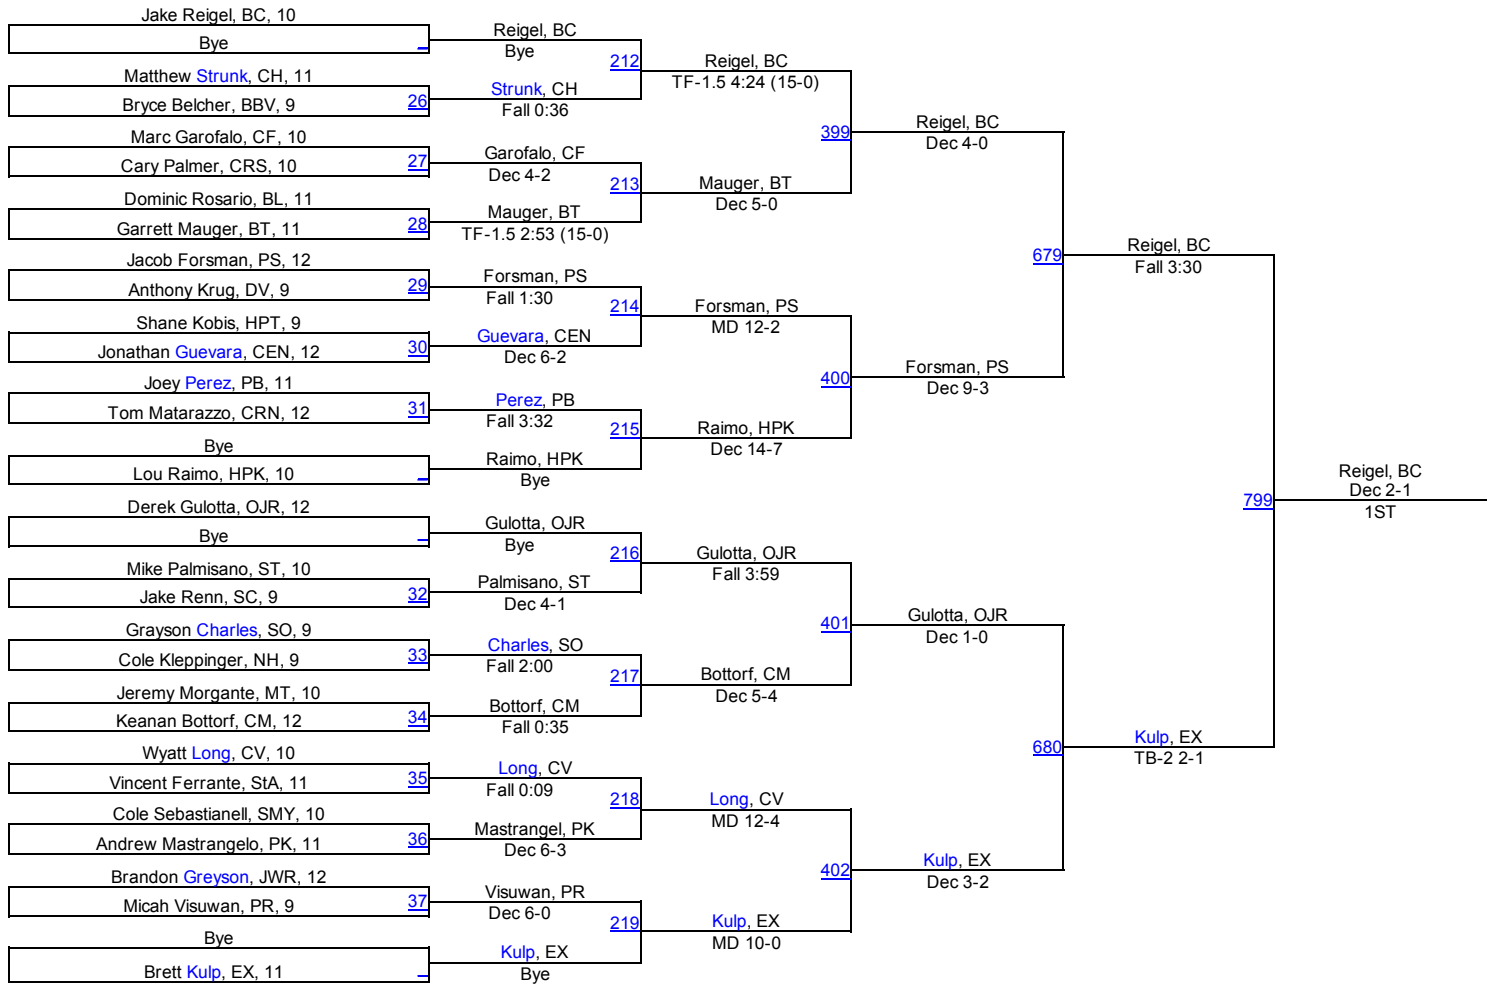 Jake Reigel, BC, 10
Bye
Matthew Strunk, CH, 11
Bryce Belcher, BBV, 9
26
Marc Garofalo, CF, 10
Cary Palmer, CRS, 10
27
Dominic Rosario, BL, 11
Garrett Mauger, BT, 11
28
Jacob Forsman, PS, 12
Anthony Krug, DV, 9
29
Shane Kobis, HPT, 9
Jonathan Guevara, CEN, 12
30
Joey Perez, PB, 11
Tom Matarazzo, CRN, 12
31
Bye
Lou Raimo, HPK, 10
Derek Gulotta, OJR, 12
Bye
Mike Palmisano, ST, 10
Jake Renn, SC, 9
32
Grayson Charles, SO, 9
Cole Kleppinger, NH, 9
33
Jeremy Morgante, MT, 10
Keanan Bottorf, CM, 12
34
Wyatt Long, CV, 10
Vincent Ferrante, StA, 11
35
Cole Sebastianell, SMY, 10
Andrew Mastrangelo, PK, 11
36
Brandon Greyson, JWR, 12
Micah Visuwan, PR, 9
37
Bye
Brett Kulp, EX, 11
Reigel, BC
Bye
212
Strunk, CH
Fall 0:36
Garofalo, CF
Dec 4-2
213
Mauger, BT
TF-1.5 2:53 (15-0)
Forsman, PS
Fall 1:30
214
Guevara, CEN
Dec 6-2
Perez, PB
Fall 3:32
215
Raimo, HPK
Bye
Gulotta, OJR
Bye
216
Palmisano, ST
Dec 4-1
Charles, SO
Fall 2:00
217
Bottorf, CM
Fall 0:35
Long, CV
Fall 0:09
218
Mastrangel, PK
Dec 6-3
Visuwan, PR
Dec 6-0
219
Kulp, EX
Bye
Reigel, BC
TF-1.5 4:24 (15-0)
399
Mauger, BT
Dec 5-0
Forsman, PS
MD 12-2
400
Raimo, HPK
Dec 14-7
Gulotta, OJR
Fall 3:59
401
Bottorf, CM
Dec 5-4
Long, CV
MD 12-4
402
Kulp, EX
MD 10-0
Reigel, BC
Dec 4-0
679
Forsman, PS
Dec 9-3
Gulotta, OJR
Dec 1-0
680
Kulp, EX
Dec 3-2
Reigel, BC
Fall 3:30
799
Kulp, EX
TB-2 2-1
Reigel, BC
Dec 2-1
1ST